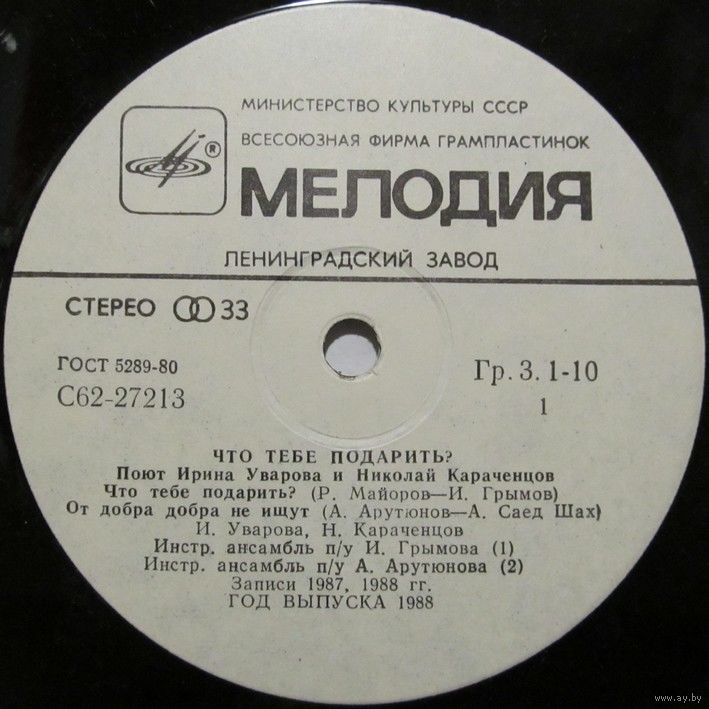 МИНИСТЕРСТВО КУЛЬТУРЫ СССР
ВСЕСОЮЗНАЯ ФИРМА ГРАМПЛАСТИНОК
®
МЕЛОДИЯ
ЛЕНИНГРАДСКИЙ ЗАВОД
СТЕРЕО 33
ГОСТ 5289-80
Гр. 3. 1-10
С62-27213
1
ЧТО ТЕБЕ ПОДАРИТЬ?
Поют Ирина Уварова и Николай Караченцов
Что тебе подарить? (Р. Майоров—И. Грымов)
От добра добра не ищут (А. Арутюнов—А. Саед Шах)
И. Уварова, Н. Караченцов
Инстр. ансамбль п/у И. Грымова (1)
Инстр. ансамбль п/у А. Арутюнова (2)
Записи 1987, 1988 гг.
ГОД ВЫПУСКА 1988
www.ay.by